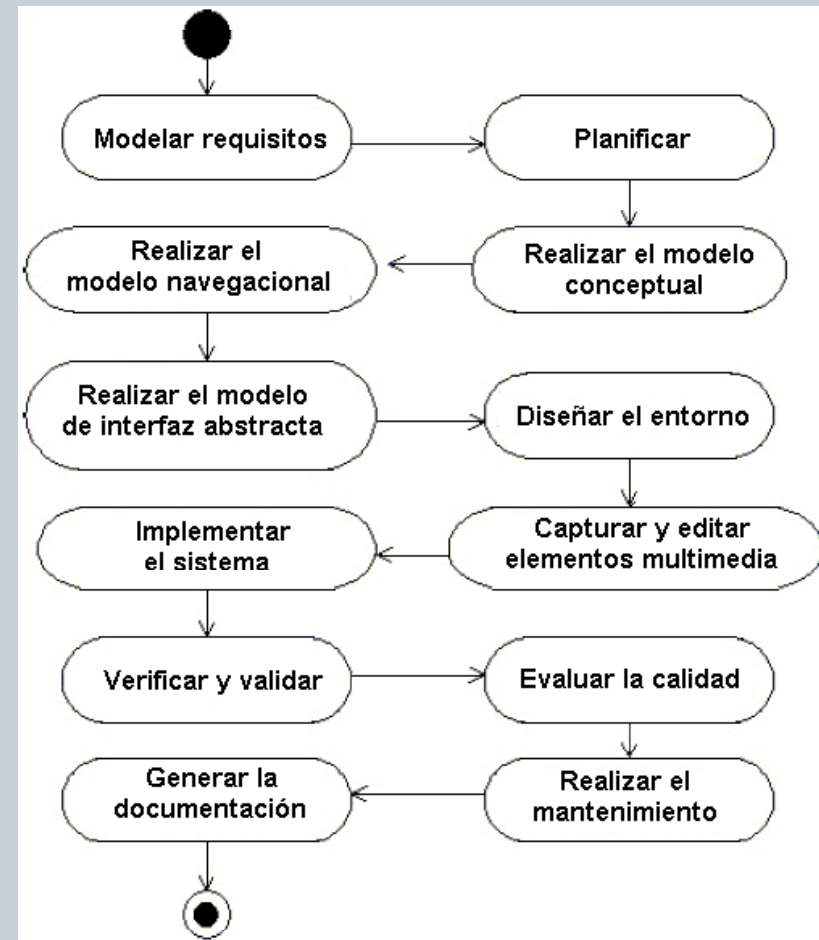 Modelar requisitos
Planificar
Realizar el modelo
conceptual
Realizar el
modelo navegacional
Realizar el modelo
de interfaz abstracta
Diseñar el entorno
Capturar y editar
elementos multimedia
Implementar
el sistema
Verificar y validar
Evaluar la calidad
Realizar el
mantenimiento
Generar la
documentación